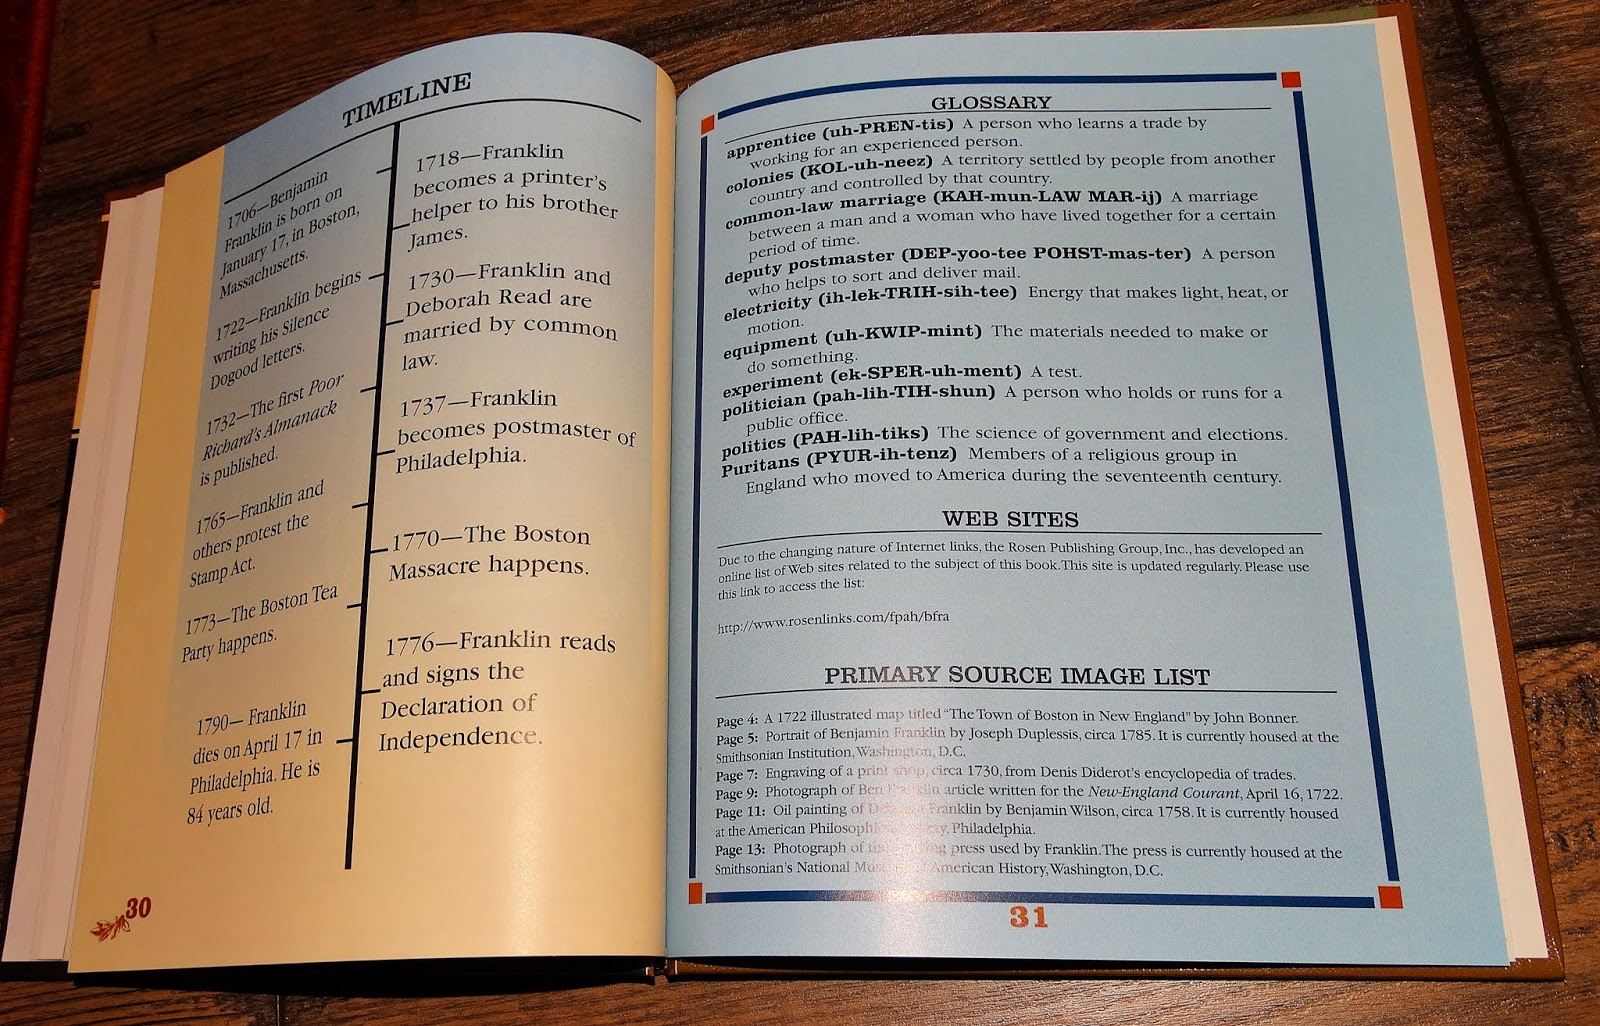 TIMELINE
1706—Benjamin
Franklin is born on
January 17, in Boston,
Massachusetts.
1718—Franklin
becomes a printer's
helper to his brother
James.
1722—Franklin begins
writing his Silence
Dogood letters.
1730—Franklin and
Deborah Read are
married by common
law.
1732—The first Poor
Richard's Almanack
is published.
1737—Franklin
becomes postmaster of
Philadelphia.
1765—Franklin and
others protest the
Stamp Act.
1770—The Boston
Massacre happens.
1773—The Boston Tea
Party happens.
1776—Franklin reads
and signs the
Declaration of
Independence.
1790— Franklin
dies on April 17 in
Philadelphia. He is
84 years old.
30
GLOSSARY
apprentice (uh-PREN-tis) A person who learns a trade by
working for an experienced person.
colonies (KOL-uh-neez) A territory settled by people from another
country and controlled by that country.
common-law marriage (KAH-mun-LAW MAR-ij) A marriage
between a man and a woman who have lived together for a certain
period of time.
deputy postmaster (DEP-yoo-tee POHST-mas-ter) A person
who helps to sort and deliver mail.
electricity (ih-lek-TRIH-sih-tee) Energy that makes light, heat, or
motion.
equipment (uh-KWIP-mint) The materials needed to make or
do something.
experiment (ek-SPER-uh-ment) A test.
politician (pah-lih-TIH-shun) A person who holds or runs for a
public office.
politics (PAH-lih-tiks) The science of government and elections.
Puritans (PYUR-ih-tenz) Members of a religious group in
England who moved to America during the seventeenth century.
WEB SITES
Due to the changing nature of Internet links, the Rosen Publishing Group, Inc., has developed an
online list of Web sites related to the subject of this book. This site is updated regularly. Please use
this link to access the list:
http://www.rosenlinks.com/fpah/bfra
PRIMARY SOURCE IMAGE LIST
Page 4: A 1722 illustrated map titled "The Town of Boston in New England" by John Bonner.
Page 5: Portrait of Benjamin Franklin by Joseph Duplessis, circa 1785. It is currently housed at the
Smithsonian Institution, Washington, D.C.
Page 7: Engraving of a print shop, circa 1730, from Denis Diderot's encyclopedia of trades.
Page 9: Photograph of Ben Franklin article written for the New-England Courant, April 16, 1722.
Page 11: Oil painting of Franklin by Benjamin Wilson, circa 1758. It is currently housed
at the American Philadelphia.
Page 13: Photograph of press used by Franklin. The press is currently housed at the
Smithsonian's National American History, Washington, D.C.
31